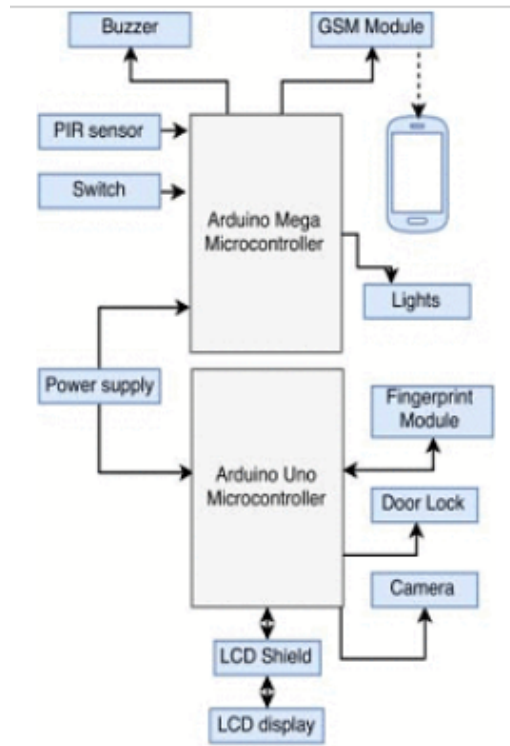 Buzzer
GSM Module
PIR sensor
Switch
Arduino Mega
Microcontroller
Lights
Power supply
Fingerprint
Module
Arduino Uno
Microcontroller
Door Lock
Camera
LCD Shield
LCD display